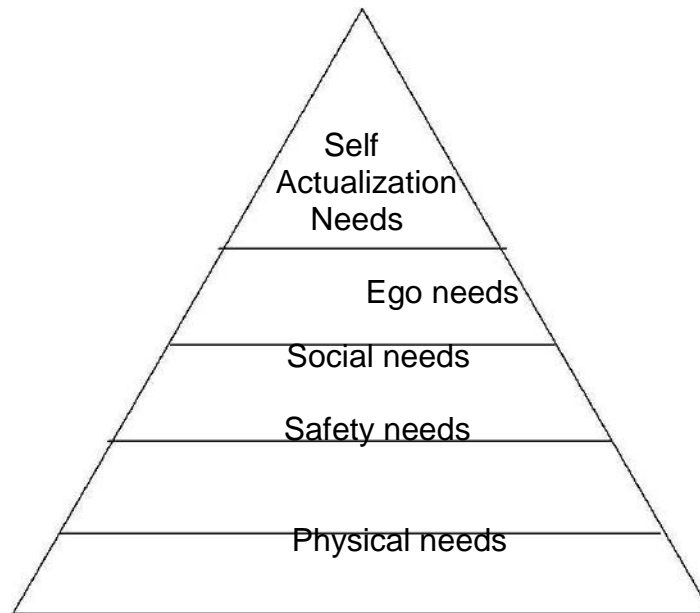 Self
Actualization
Needs
Ego needs
Social needs
Safety needs
Physical needs